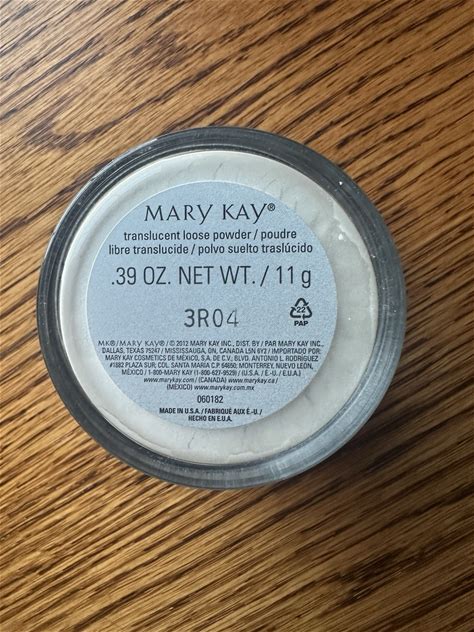 MARY KAY®
translucent loose powder / poudre
libre translucide / polvo suelto traslúcido
.39 OZ. NET WT. / 11 g
3R04
22
PAP
MK®/MARY KAY® / © 2012 MARY KAY INC., DIST. BY / PAR MARY KAY INC.,
DALLAS, TEXAS 75247 / MISSISSAUGA, ON, CANADA L5N 6Y2 / IMPORTADO POR:
MARY KAY COSMETICS DE MÉXICO, S.A. DE C.V., BLVD. ANTONIO L. RODRÍGUEZ
#1882 PLAZA SUR, COL. SANTA MARÍA C.P. 64650; MONTERREY, NUEVO LEÓN,
MÉXICO / 1-800-MARY KAY (1-800-627-9529) / (U.S.A. / É.-U. / E.U.A.)
www.marykay.com / (CANADA) www.marykay.ca /
(MEXICO) www.marykay.com.mx
060182
MADE IN U.S.A. / FABRIQUÉ AUX É.-U. /
HECHO EN E.U.A.